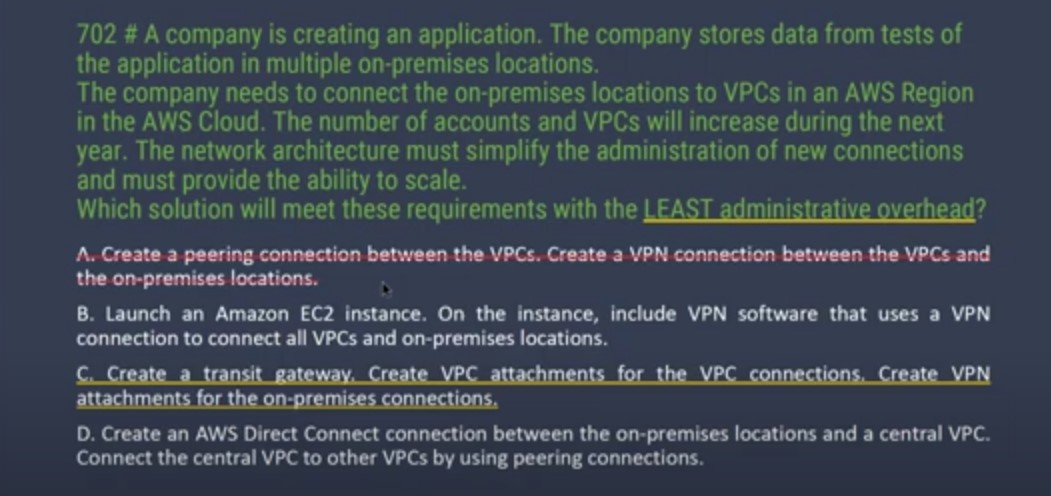 702 # A company is creating an application. The company stores data from tests of
the application in multiple on-premises locations.
The company needs to connect the on-premises locations to VPCs in an AWS Region
in the AWS Cloud. The number of accounts and VPCs will increase during the next
year. The network architecture must simplify the administration of new connections
and must provide the ability to scale.
Which solution will meet these requirements with the LEAST administrative overhead?
A. Create a peering connection between the VPCs. Create a VPN connection between the VPCs and
the on-premises locations.
B. Launch an Amazon EC2 instance. On the instance, include VPN software that uses a VPN
connection to connect all VPCs and on-premises locations.
C. Create a transit gateway. Create VPC attachments for the VPC connections. Create VPN
attachments for the on-premises connections.
D. Create an AWS Direct Connect connection between the on-premises locations and a central VPC.
Connect the central VPC to other VPCs by using peering connections.